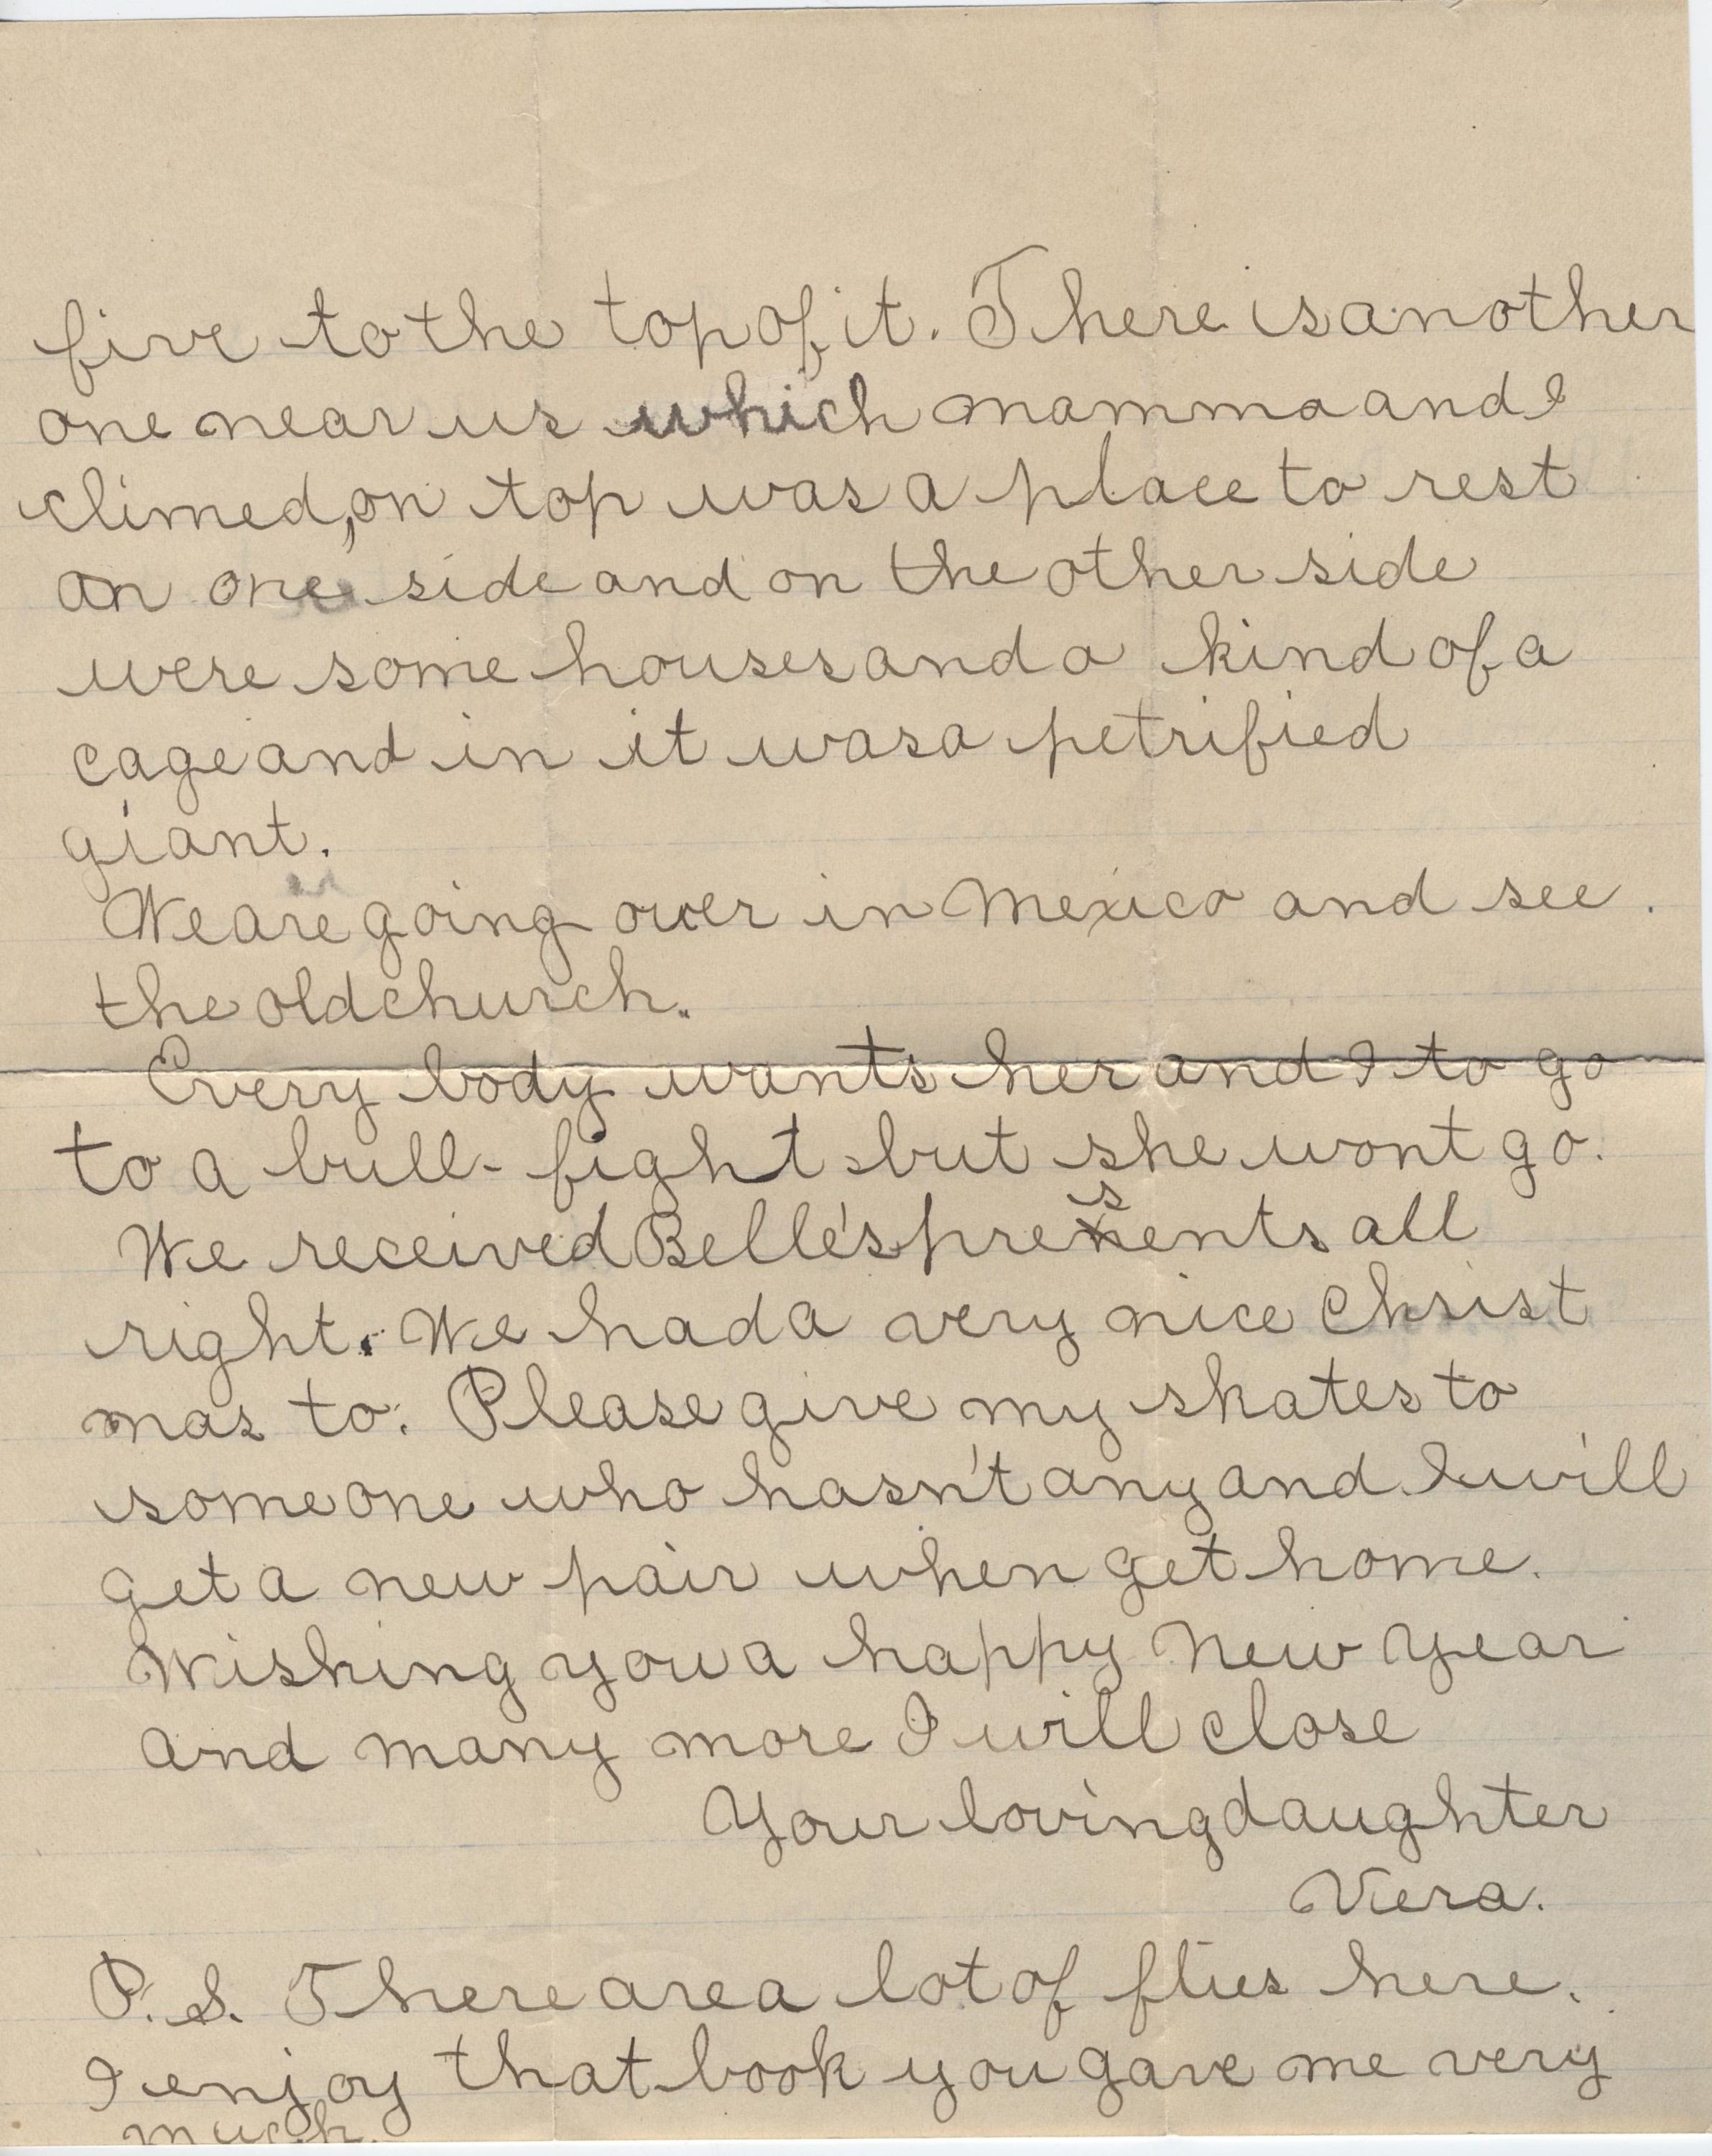 five to the top of it. There is another
one near us which mamma and I
climed, on top was a place to rest
on one side and on the other side
were some houses and a kind of a
cage and in it was a petrified
giant.
We are going over in Mexico and see
the old church.
Every body wants her and I to go
to a bull-fight but she wont go.
We received Belle's presents all
right. We had a very nice Christ
mas to. Please give my skates to
some one who hasn't any and I will
get a new pair when get home.
Wishing you a happy New Year
and many more I will close
Your loving daughter
Vera.
P.S. There are a lot of flies here.
I enjoy that book you gave me very
much.